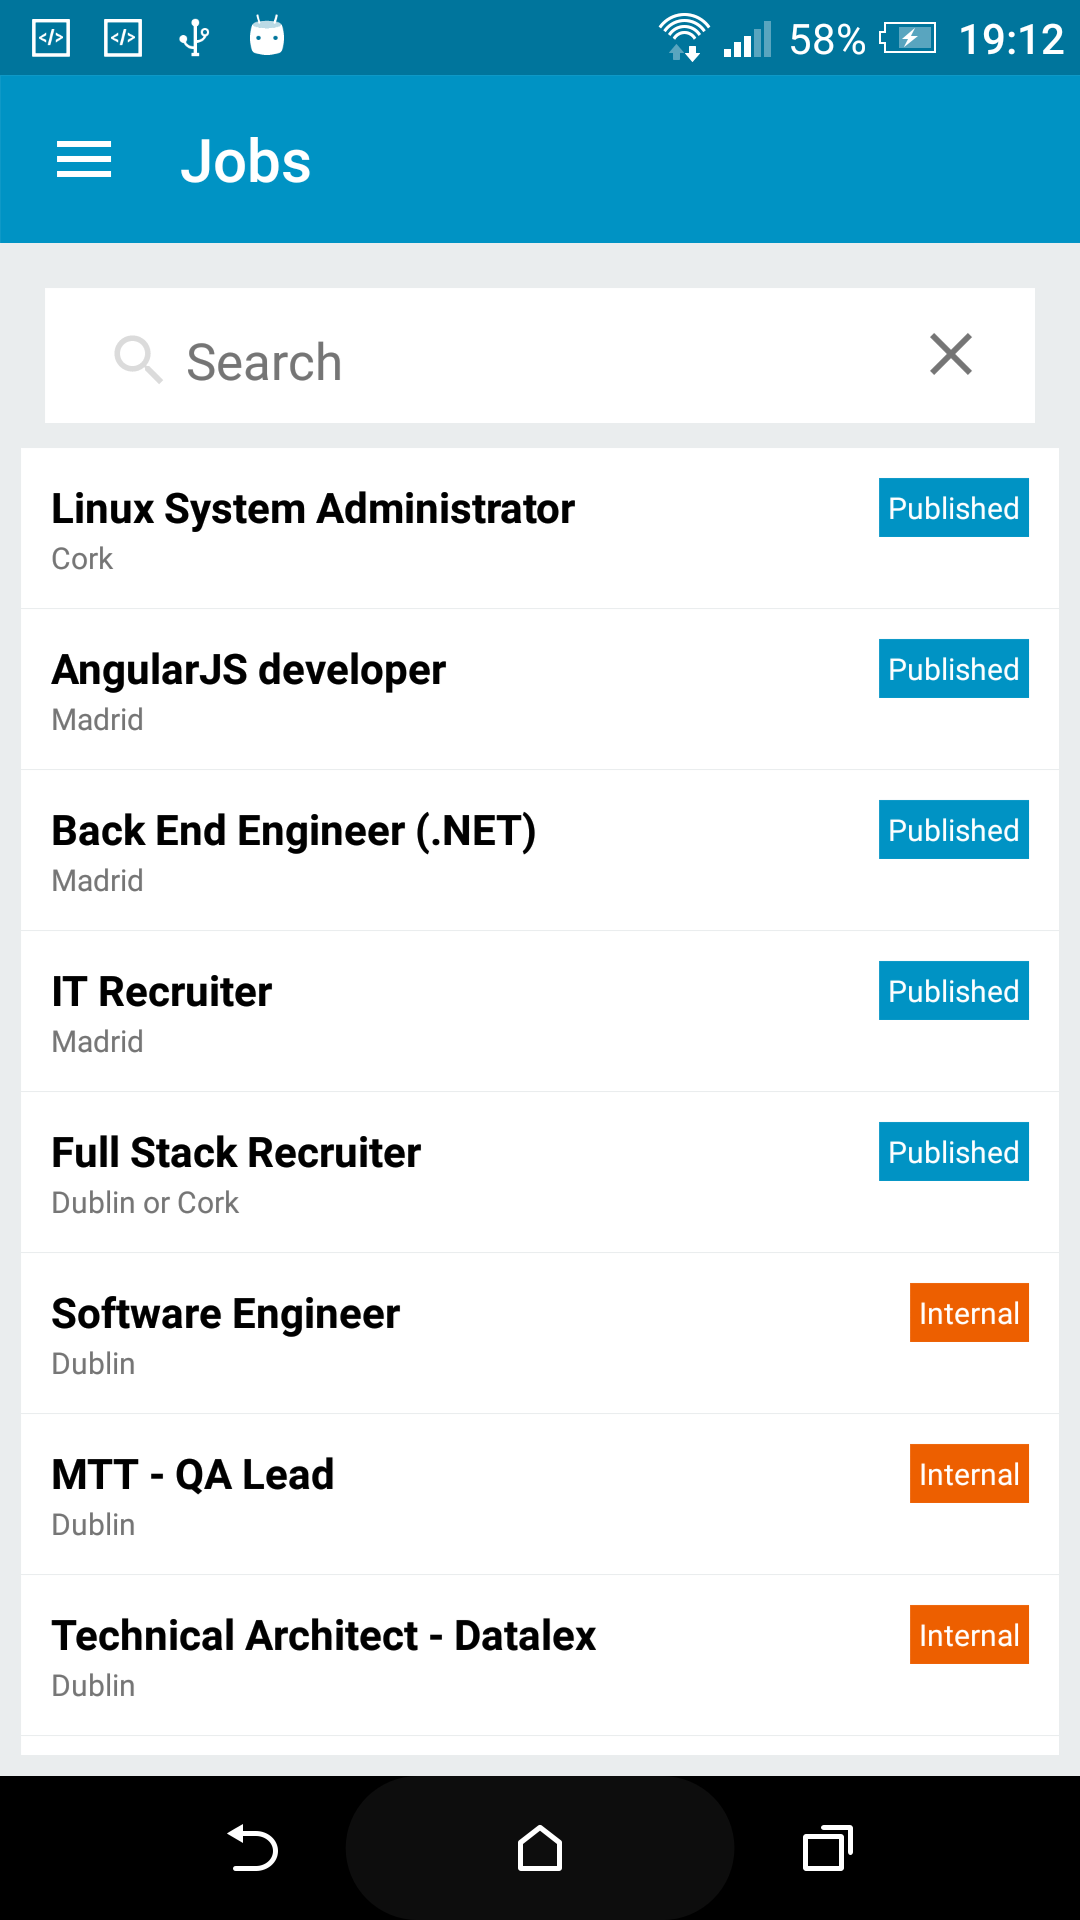 58% 19:12
Jobs
Search
Linux System Administrator Published
Cork
AngularJS developer Published
Madrid
Back End Engineer (.NET) Published
Madrid
IT Recruiter Published
Madrid
Full Stack Recruiter Published
Dublin or Cork
Software Engineer Internal
Dublin
MTT - QA Lead Internal
Dublin
Technical Architect - Datalex Internal
Dublin